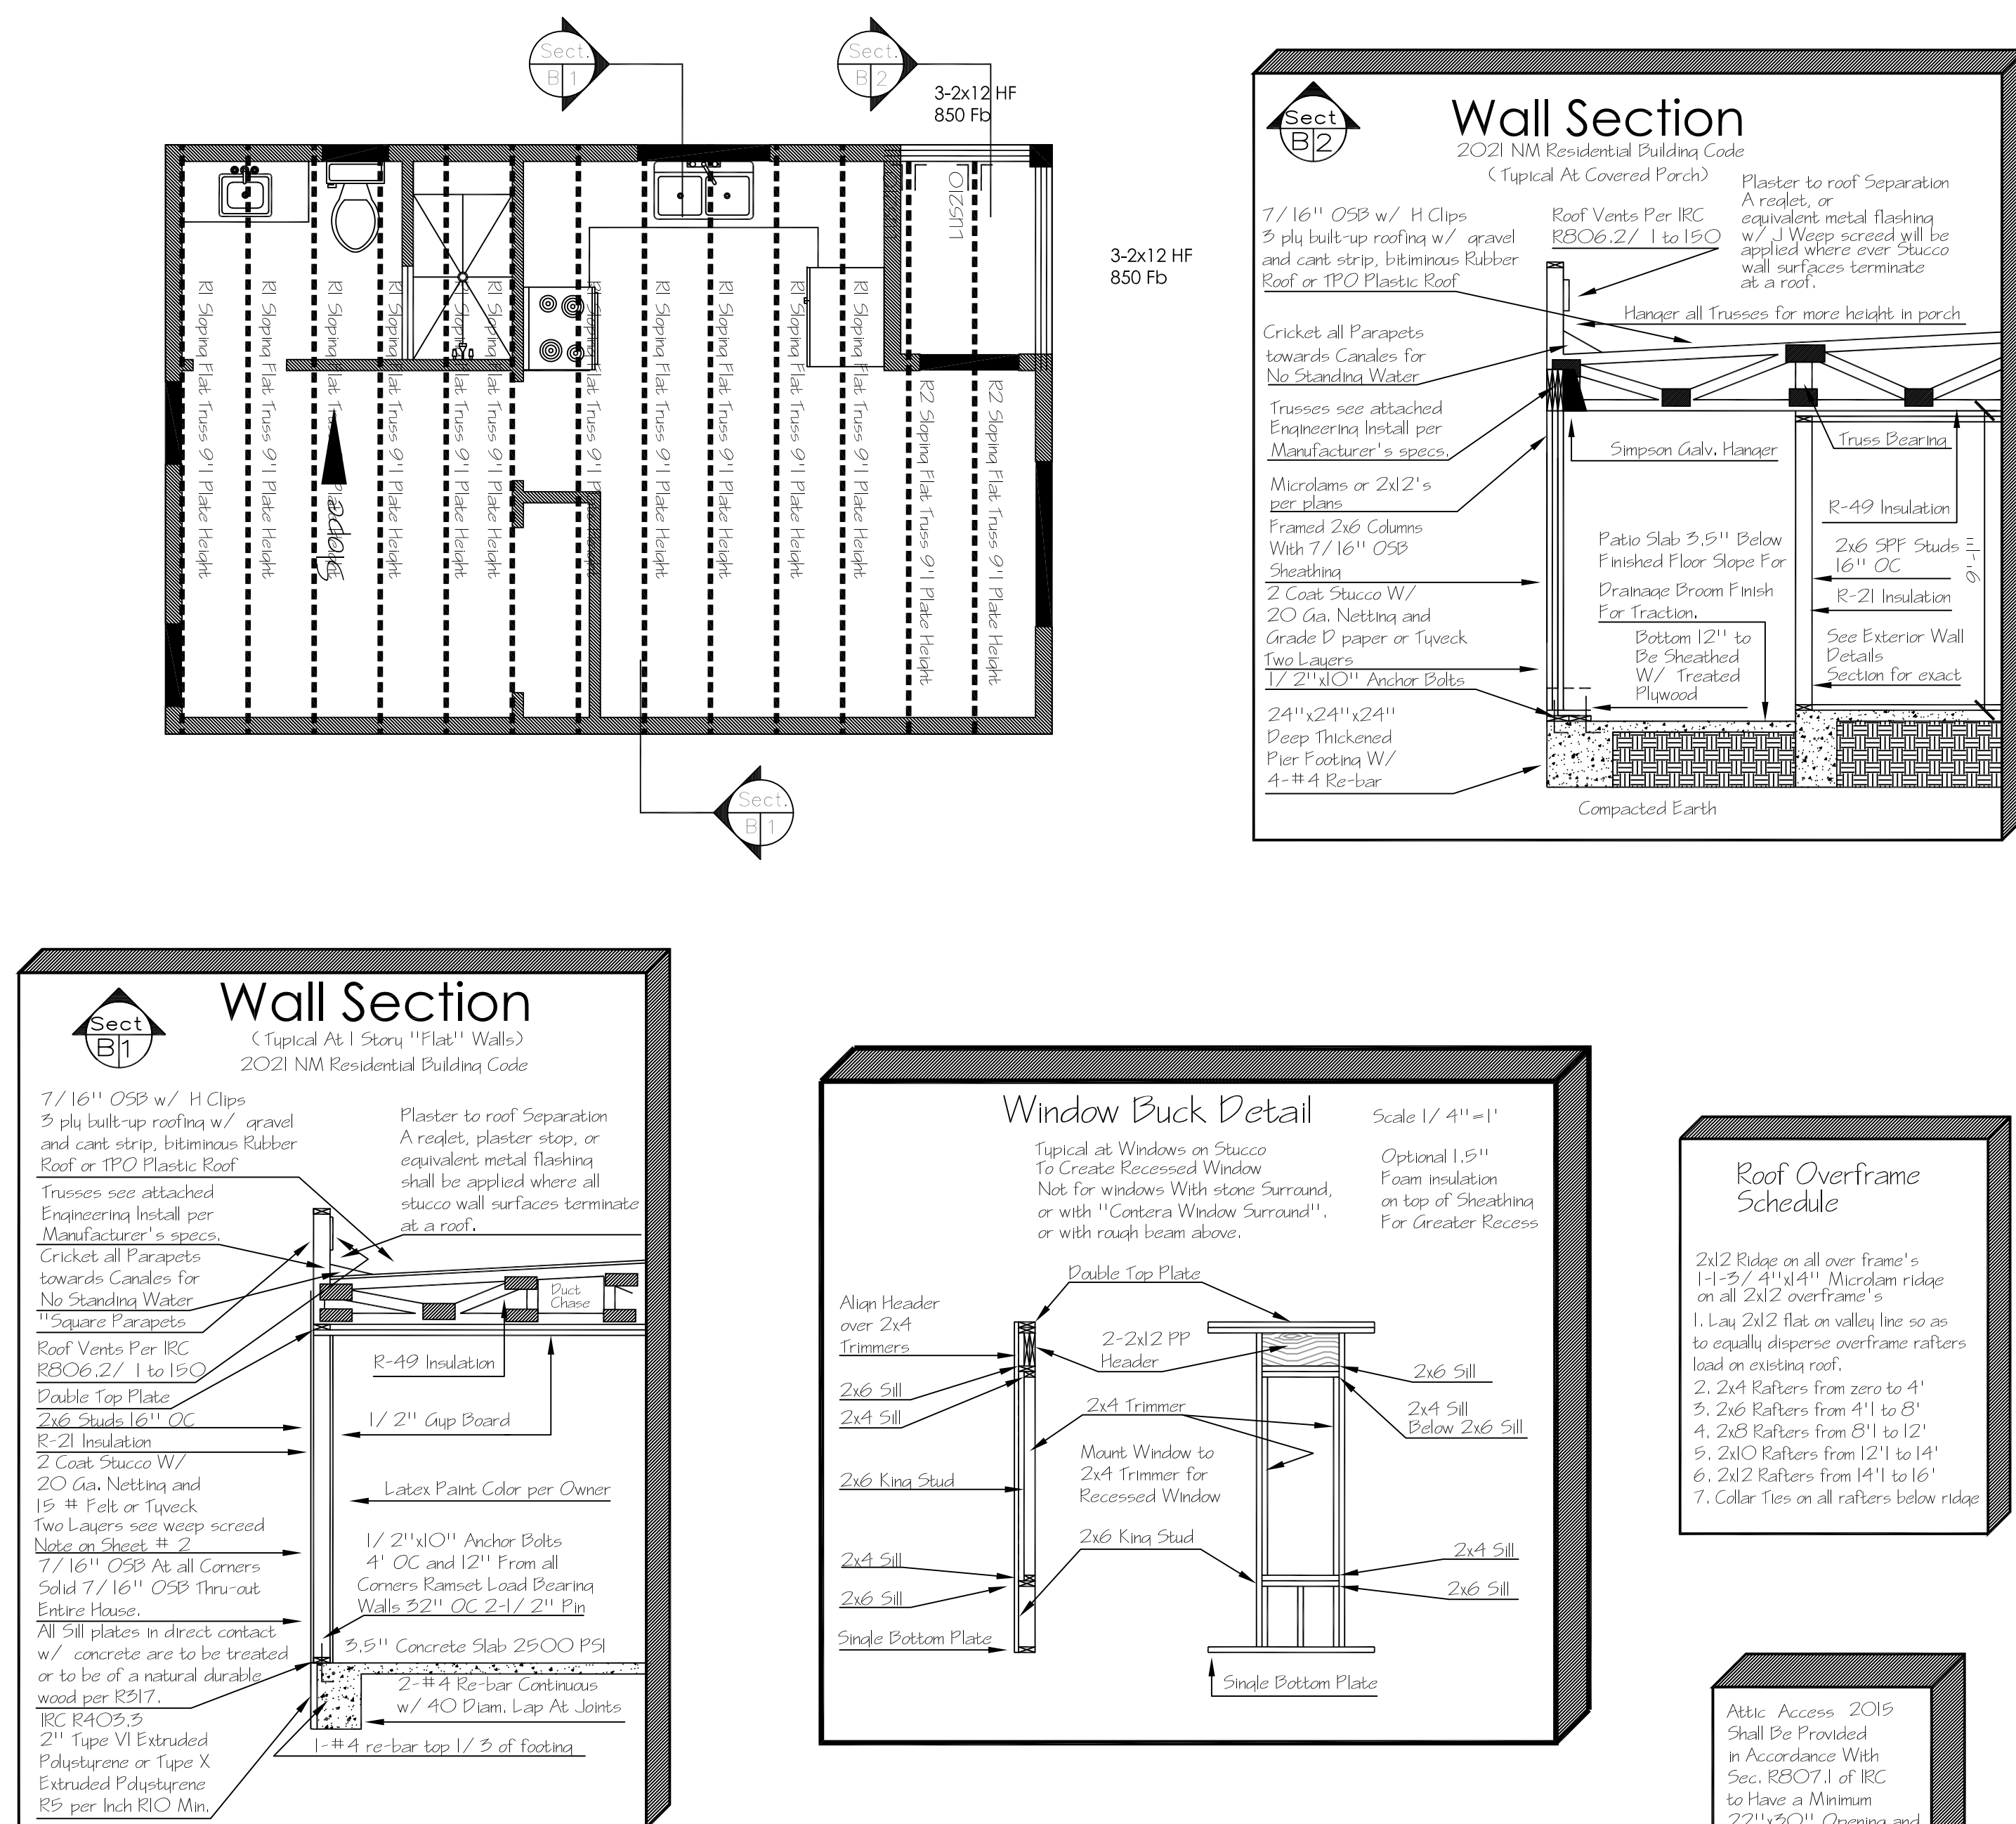 Sect.
B 1
Sect.
B 2
3-2x12 HF
850 Fb
3-2x12 HF
850 Fb
LUS210
R1 Sloping Flat Truss 9'1 Plate Height
R1 Sloping Flat Truss 9'1 Plate Height
R1 Sloping Flat Truss 9'1 Plate Height
R1 Sloping Flat Truss 9'1 Plate Height
R1 Sloping Flat Truss 9'1 Plate Height
R1 Sloping Flat Truss 9'1 Plate Height
R1 Sloping Flat Truss 9'1 Plate Height
R1 Sloping Flat Truss 9'1 Plate Height
R1 Sloping Flat Truss 9'1 Plate Height
R1 Sloping Flat Truss 9'1 Plate Height
R1 Sloping Flat Truss 9'1 Plate Height
R2 Sloping Flat Truss 9'1 Plate Height
R2 Sloping Flat Truss 9'1 Plate Height
Slope
Sect.
B 1
Sect
B 2
Wall Section
2021 NM Residential Building Code
(Typical At Covered Porch)
7/16" OSB w/ H Clips
3 ply built-up roofing w/ gravel
and cant strip, bitiminous Rubber
Roof or TPO Plastic Roof
Roof Vents Per IRC
R806.2/ 1 to 150
Plaster to roof Separation
A reglet, or
equivalent metal flashing
w/ J Weep screed will be
applied where ever Stucco
wall surfaces terminate
at a roof.
Hanger all Trusses for more height in porch
Cricket all Parapets
towards Canales for
No Standing Water
Trusses see attached
Engineering Install per
Manufacturer's specs.
Simpson Galv. Hanger
Truss Bearing
Microlams or 2x12's
per plans
R-49 Insulation
Framed 2x6 Columns
With 7/16" OSB
Sheathing
Patio Slab 3.5" Below
Finished Floor Slope For
Drainage Broom Finish
For Traction.
2x6 SPF Studs
16" OC
9'-1"
R-21 Insulation
2 Coat Stucco W/
20 Ga. Netting and
Grade D paper or Tyveck
Two Layers
Bottom 12" to
Be Sheathed
W/ Treated
Plywood
See Exterior Wall
Details
Section for exact
1/2"x10" Anchor Bolts
24"x24"x24"
Deep Thickened
Pier Footing W/
4-#4 Re-bar
Compacted Earth
Sect
B 1
Wall Section
(Typical At 1 Story "Flat" Walls)
2021 NM Residential Building Code
7/16" OSB w/ H Clips
3 ply built-up roofing w/ gravel
and cant strip, bitiminous Rubber
Roof or TPO Plastic Roof
Plaster to roof Separation
A reglet, plaster stop, or
equivalent metal flashing
shall be applied where all
stucco wall surfaces terminate
at a roof.
Trusses see attached
Engineering Install per
Manufacturer's specs.
Cricket all Parapets
towards Canales for
No Standing Water
"Square Parapets
Duct
Chase
Roof Vents Per IRC
R806.2/ 1 to 150
R-49 Insulation
Double Top Plate
2x6 Studs 16" OC
1/2" Gyp Board
R-21 Insulation
2 Coat Stucco W/
20 Ga. Netting and
15 # Felt or Tyveck
Two Layers see weep screed
Note on Sheet # 2
Latex Paint Color per Owner
7/16" OSB At all Corners
Solid 7/16" OSB Thru-out
Entire House.
1/2"x10" Anchor Bolts
4' OC and 12" From all
Corners Ramset Load Bearing
Walls 32" OC 2-1/2" Pin
All Sill plates in direct contact
w/ concrete are to be treated
or to be of a natural durable
wood per R317.
3.5" Concrete Slab 2500 PSI
2-#4 Re-bar Continuous
w/ 40 Diam. Lap At Joints
1-#4 re-bar top 1/3 of footing
IRC R403.3
2" Type VI Extruded
Polystyrene or Type X
Extruded Polystyrene
R5 per Inch R10 Min.
Window Buck Detail
Scale 1/4"=1'
Typical at Windows on Stucco
To Create Recessed Window
Not for windows With stone Surround,
or with "Contera Window Surround".
or with rough beam above.
Optional 1.5"
Foam insulation
on top of Sheathing
For Greater Recess
Double Top Plate
Align Header
over 2x4
Trimmers
2-2x12 PP
Header
2x6 Sill
2x4 Sill
2x6 Sill
2x4 Sill
Below 2x6 Sill
2x4 Trimmer
Mount Window to
2x4 Trimmer for
Recessed Window
2x6 King Stud
2x6 King Stud
2x4 Sill
2x6 Sill
2x4 Sill
2x6 Sill
Single Bottom Plate
Single Bottom Plate
Roof Overframe
Schedule
2x12 Ridge on all over frame's
1-1-3/4"x14" Microlam ridge
on all 2x12 overframe's
1. Lay 2x12 flat on valley line so as
to equally disperse overframe rafters
load on existing roof.
2. 2x4 Rafters from zero to 4'
3. 2x6 Rafters from 4'1 to 8'
4. 2x8 Rafters from 8'1 to 12'
5. 2x10 Rafters from 12'1 to 14'
6. 2x12 Rafters from 14'1 to 16'
7. Collar Ties on all rafters below ridge
Attic Access 2015
Shall Be Provided
in Accordance With
Sec. R807.1 of IRC
to Have a Minimum
22"x30" Opening and